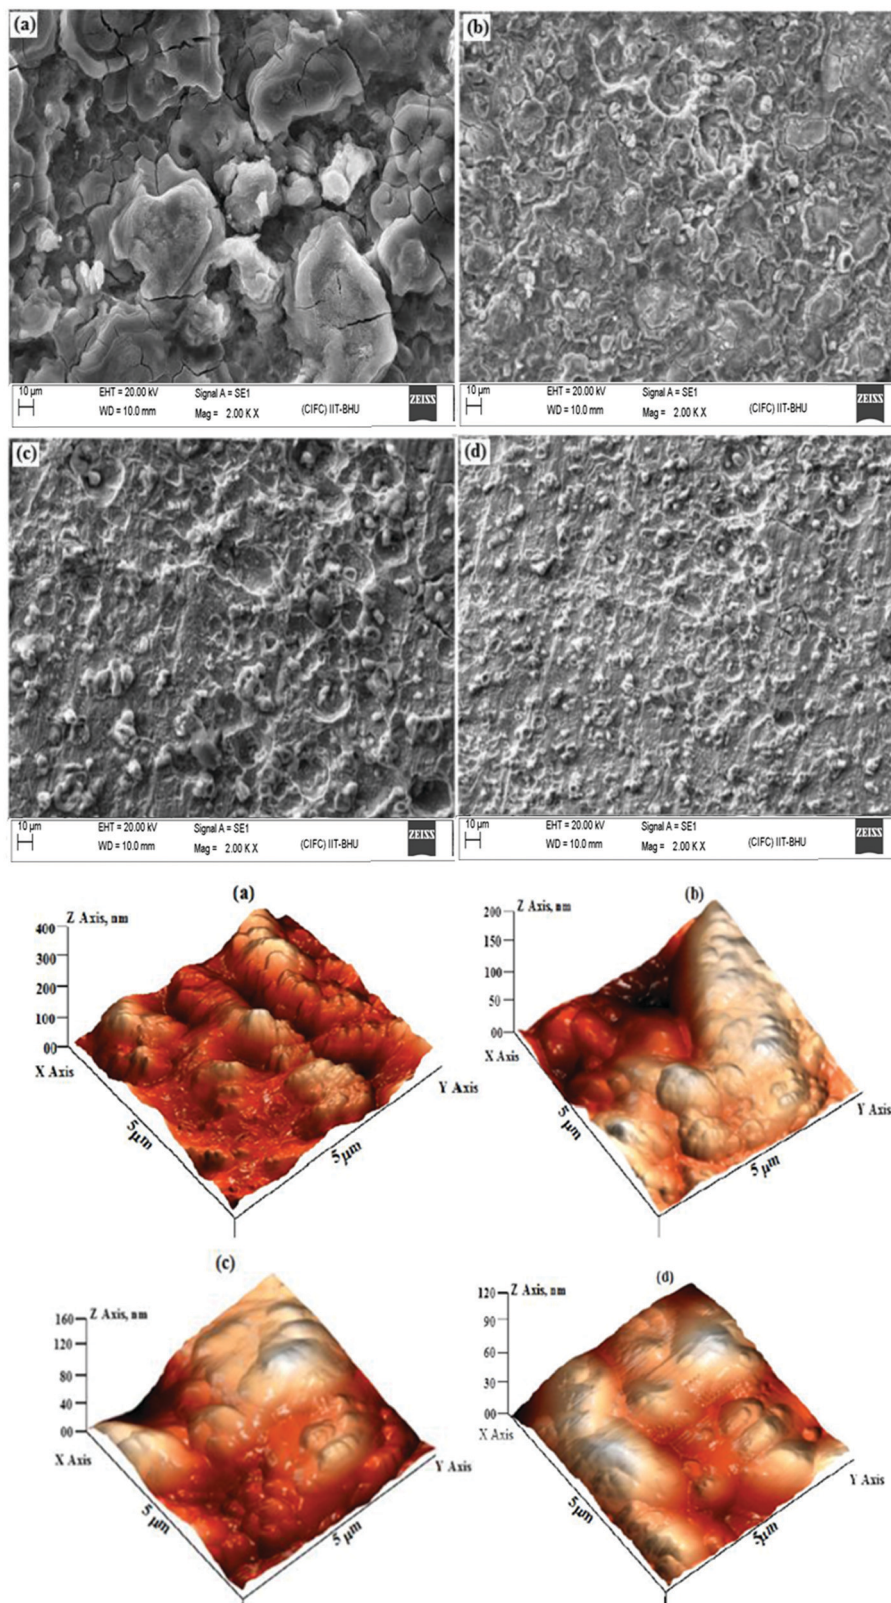 (a)
(b)
10 µm
EHT = 20.00 kV
Signal A = SE1
WD = 10.0 mm
Mag = 2.00 K X
(CIFC) IIT-BHU
ZEISS
10 µm
EHT = 20.00 kV
Signal A = SE1
WD = 10.0 mm
Mag = 2.00 K X
(CIFC) IIT-BHU
ZEISS
(c)
(d)
10 µm
EHT = 20.00 kV
Signal A = SE1
WD = 10.0 mm
Mag = 2.00 K X
(CIFC) IIT-BHU
ZEISS
10 µm
EHT = 20.00 kV
Signal A = SE1
WD = 10.0 mm
Mag = 2.00 K X
(CIFC) IIT-BHU
ZEISS
(a)
Z Axis, nm
400
300
200
100
00
X Axis
5 µm
5 µm
Y Axis
(b)
Z Axis, nm
200
150
100
50
00
X Axis
5 µm
5 µm
Y Axis
(c)
Z Axis, nm
160
120
80
40
00
X Axis
5 µm
5 µm
Y Axis
(d)
Z Axis, nm
120
90
60
30
00
X Axis
5 µm
5µm
Y Axis